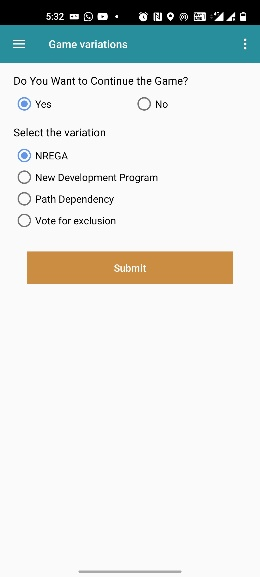 5:32
Game variations
Do You Want to Continue the Game?
Yes No
Select the variation
NREGA
New Development Program
Path Dependency
Vote for exclusion
Submit